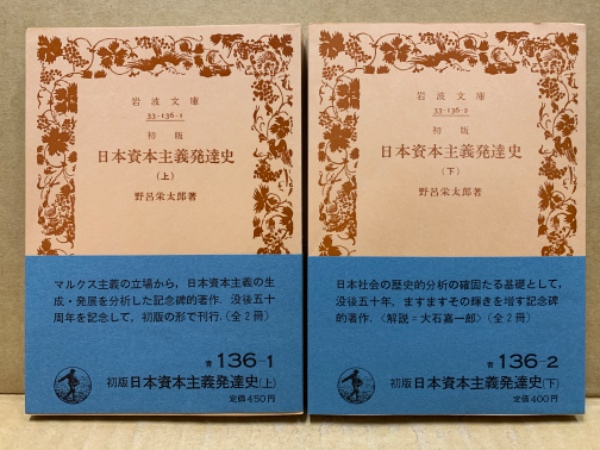 岩波文庫
33-136-1
初版
日本資本主義発達史
(上)
野呂栄太郎著
マルクス主義の立場から，日本資本主義の生
成・発展を分析した記念碑的著作．没後五十
周年を記念して，初版の形で刊行．(全2冊)
青 136-1
初版 日本資本主義発達史(上)
定価450円
岩波文庫
33-136-2
初版
日本資本主義発達史
(下)
野呂栄太郎著
日本社会の歴史的分析の確固たる基礎として，
没後五十年，ますますその輝きを増す記念碑
的著作．〈解説＝大石嘉一郎〉(全2冊)
青 136-2
初版 日本資本主義発達史(下)
定価400円